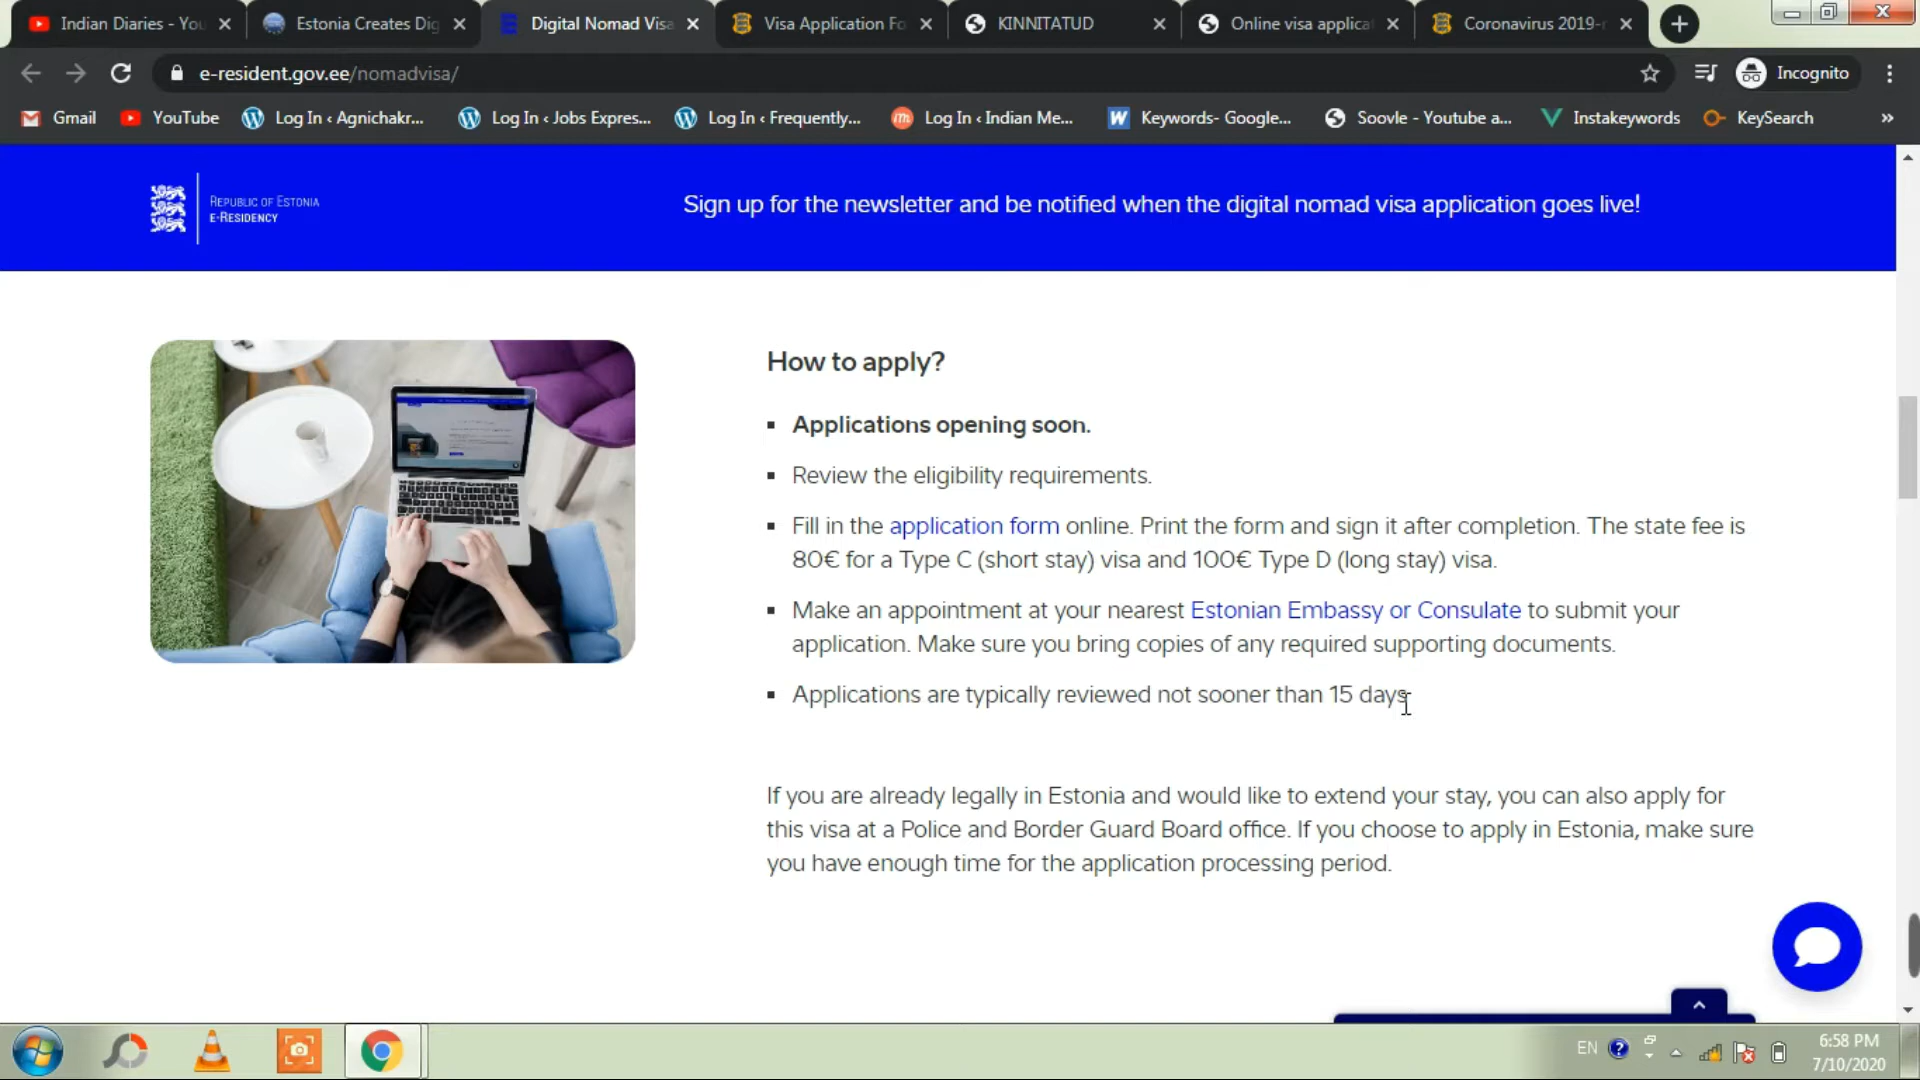 Indian Diaries - You
Estonia Creates Dig
Digital Nomad Visa
Visa Application Fo
KINNITATUD
Online visa applicat
Coronavirus 2019-n
e-resident.gov.ee/nomadvisa/
Incognito
Gmail
YouTube
Log In ‹ Agnichakr...
Log In ‹ Jobs Expres...
Log In ‹ Frequently...
Log In ‹ Indian Me...
Keywords- Google...
Soovle - Youtube a...
Instakeywords
KeySearch
»
REPUBLIC OF ESTONIA
E-RESIDENCY
Sign up for the newsletter and be notified when the digital nomad visa application goes live!
How to apply?
Applications opening soon.
Review the eligibility requirements.
Fill in the application form online. Print the form and sign it after completion. The state fee is
80€ for a Type C (short stay) visa and 100€ Type D (long stay) visa.
Make an appointment at your nearest Estonian Embassy or Consulate to submit your
application. Make sure you bring copies of any required supporting documents.
Applications are typically reviewed not sooner than 15 days.
If you are already legally in Estonia and would like to extend your stay, you can also apply for
this visa at a Police and Border Guard Board office. If you choose to apply in Estonia, make sure
you have enough time for the application processing period.
EN
6:58 PM
7/10/2020